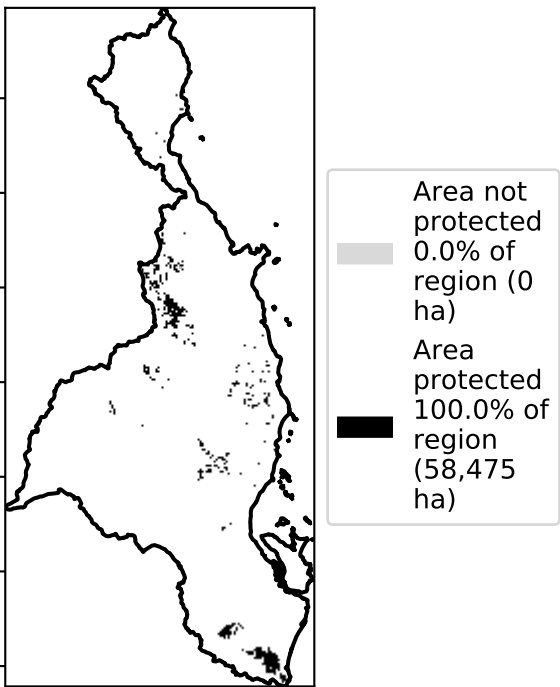 Area not
protected
0.0% of
region (0
ha)
Area
protected
100.0% of
region
(58,475
ha)